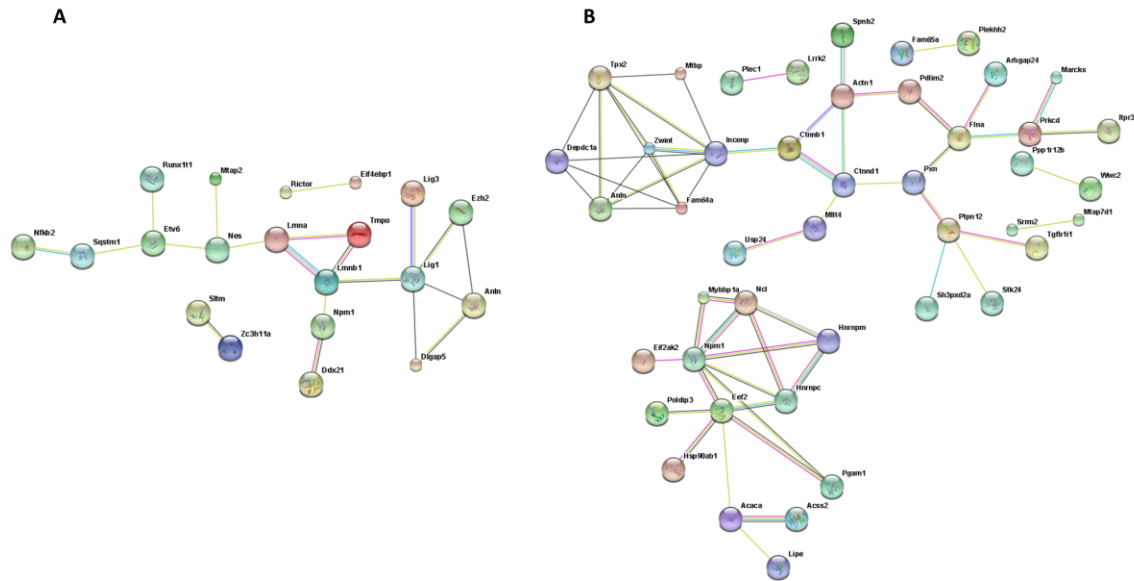 A
B
Spnb2
Fam65a
Plekhh2
Tpx2
Mtbp
Plec1
Lrrk2
Arhgap24
Marcks
Actn1
Pdlim2
Depdc1a
Zwint
Incenp
Ctnnb1
Flna
Prkcd
Itpr3
Ppp1r12b
Runx1t1
Mtap2
Rictor
Eif4ebp1
Lig3
Ezh2
Anln
Fam64a
Ctnnd1
Pxn
Wwc2
Mtap7d1
Srrm2
Nfkb2
Sqstm1
Etv6
Nes
Lmna
Tmpo
Mllt4
Usp24
Ptpn12
Tgfb1i1
Lmnb1
Lig1
Anln
Sltm
Zc3h11a
Npm1
Dlgap5
Sh3pxd2a
Stk24
Mybbp1a
Ncl
Hnrnpm
Ddx21
Eif2ak2
Npm1
Hnrnpc
Poldip3
Eef2
Hsp90ab1
Pgam1
Acaca
Acss2
Lipe